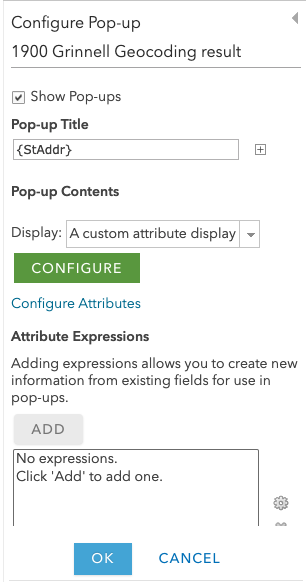 Configure Pop-up
1900 Grinnell Geocoding result
Show Pop-ups
Pop-up Title
{StAddr}
Pop-up Contents
Display: A custom attribute display
CONFIGURE
Configure Attributes
Attribute Expressions
Adding expressions allows you to create new
information from existing fields for use in
pop-ups.
ADD
No expressions.
Click 'Add' to add one.
OK CANCEL